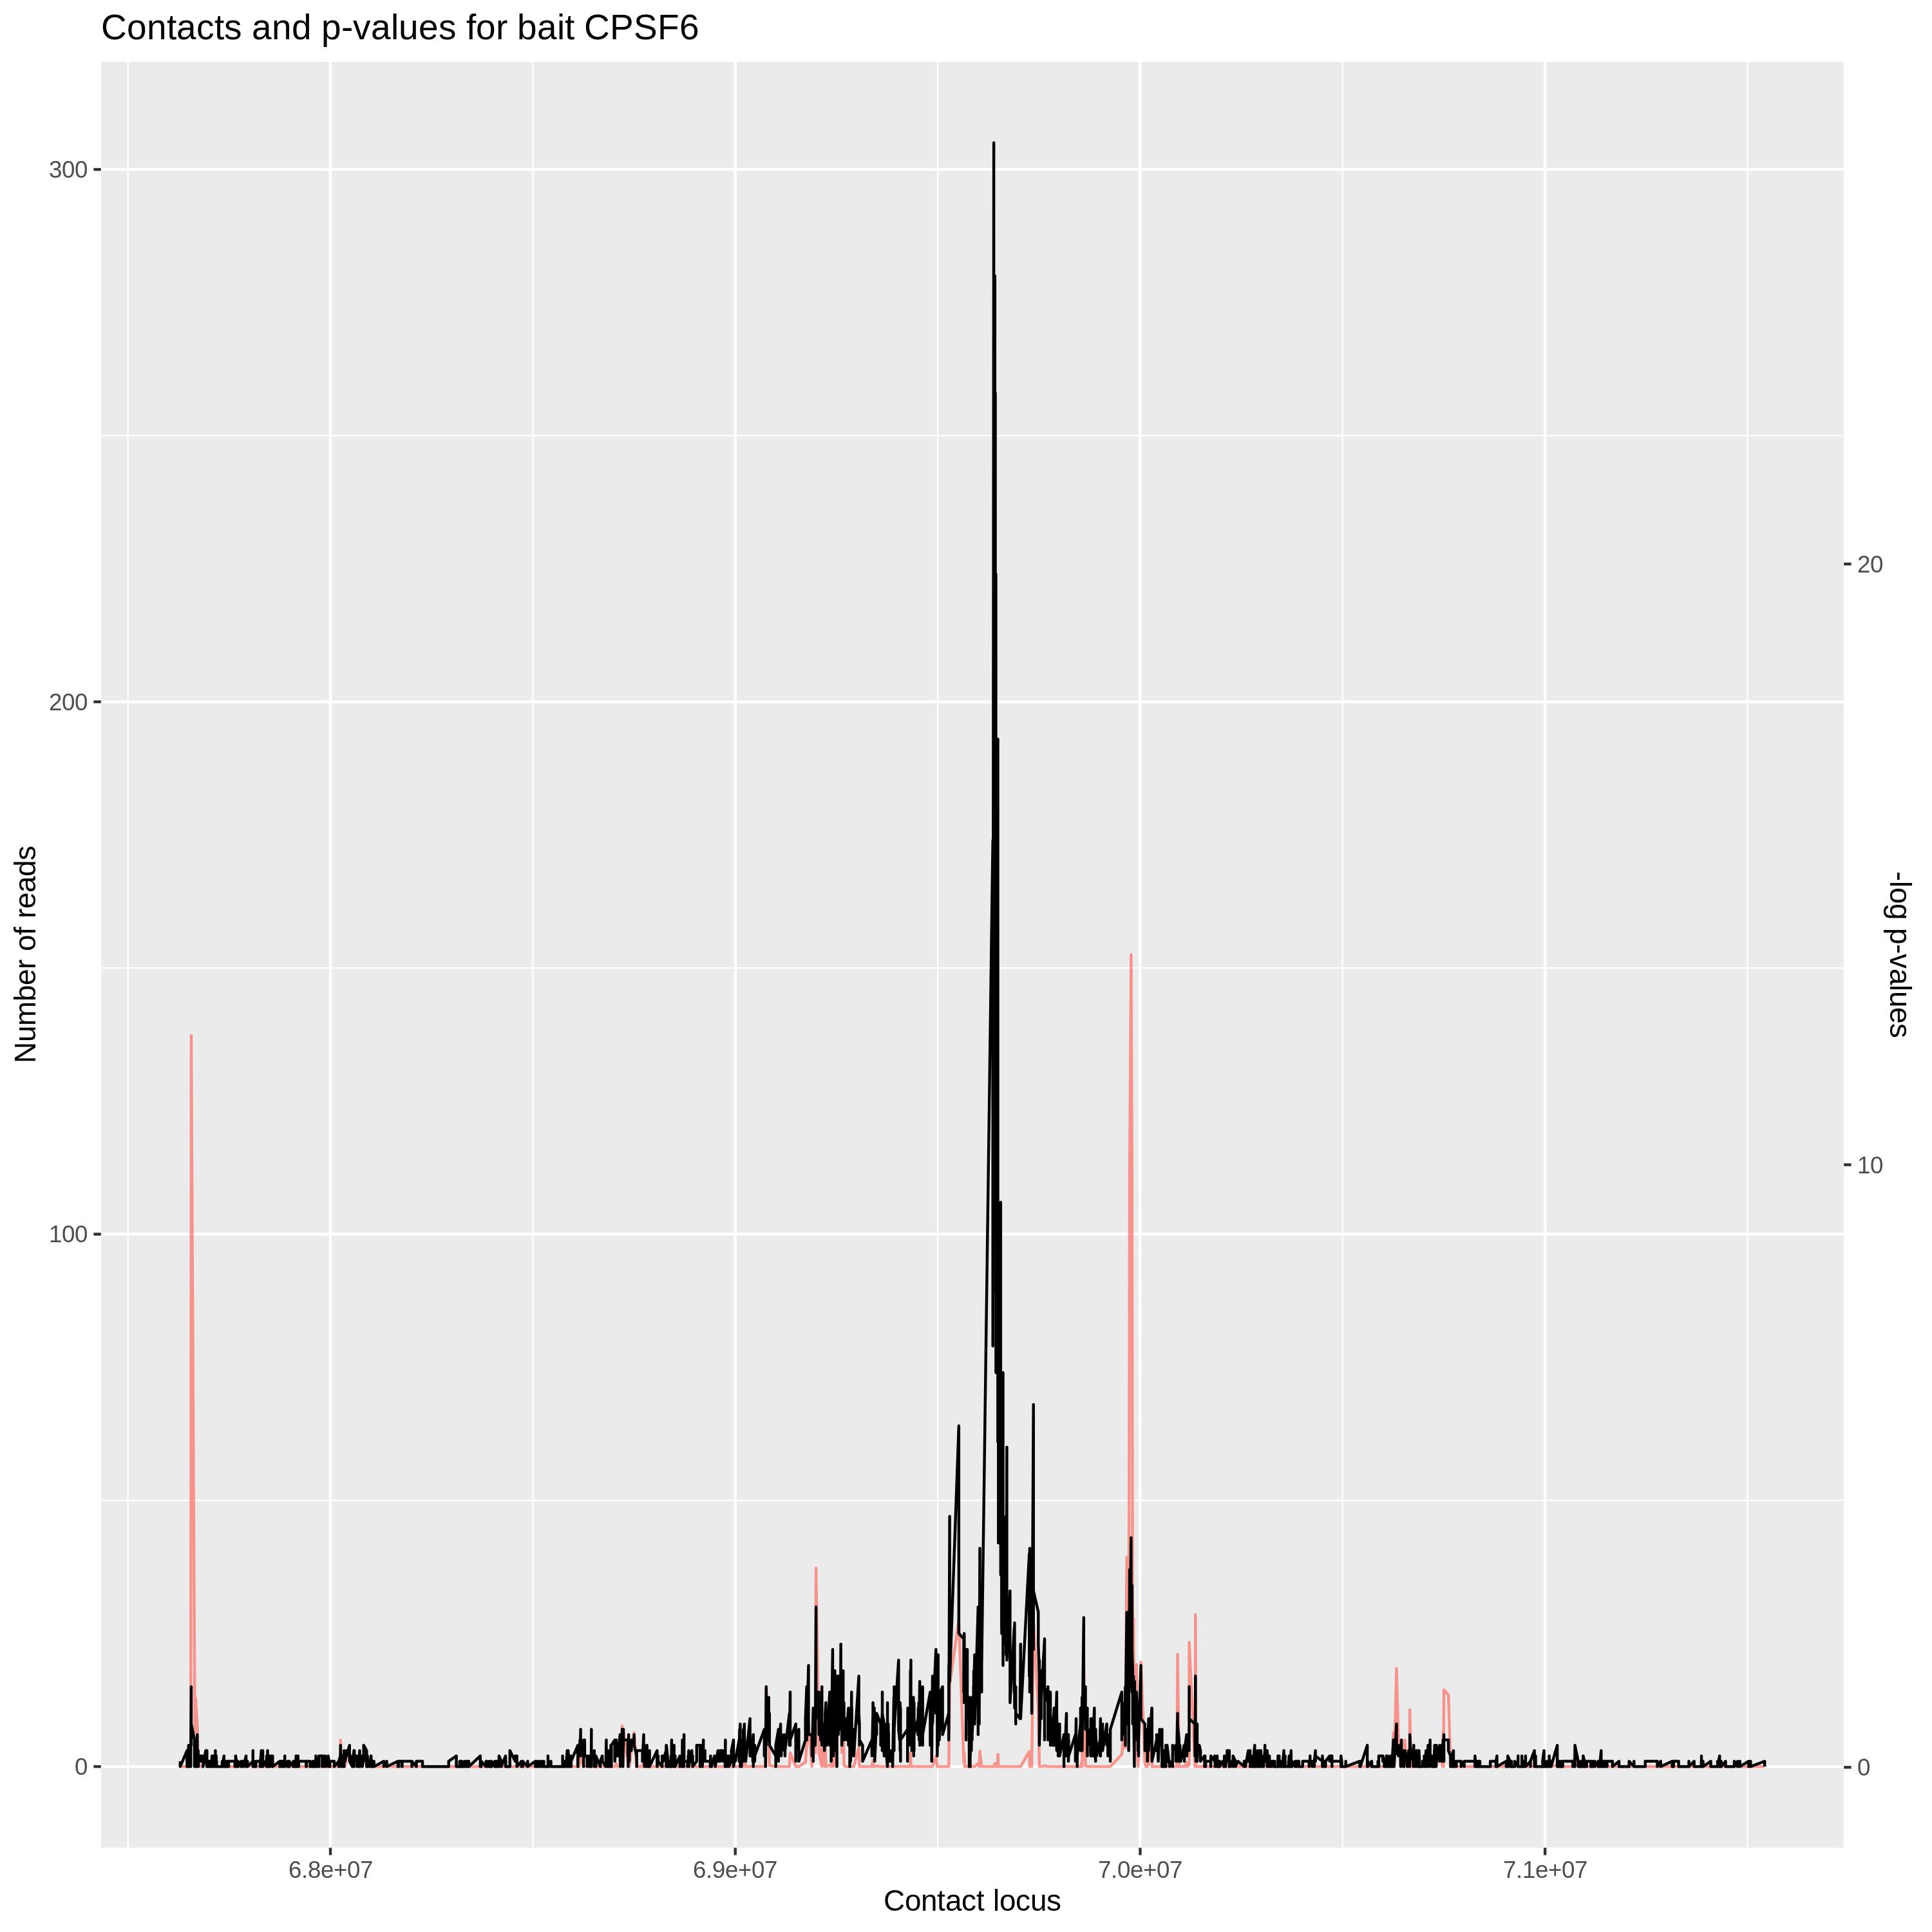 Contacts and p-values for bait CPSF6
300
200
100
0
20
10
0
Number of reads
-log p-values
6.8e+07
6.9e+07
7.0e+07
7.1e+07
Contact locus